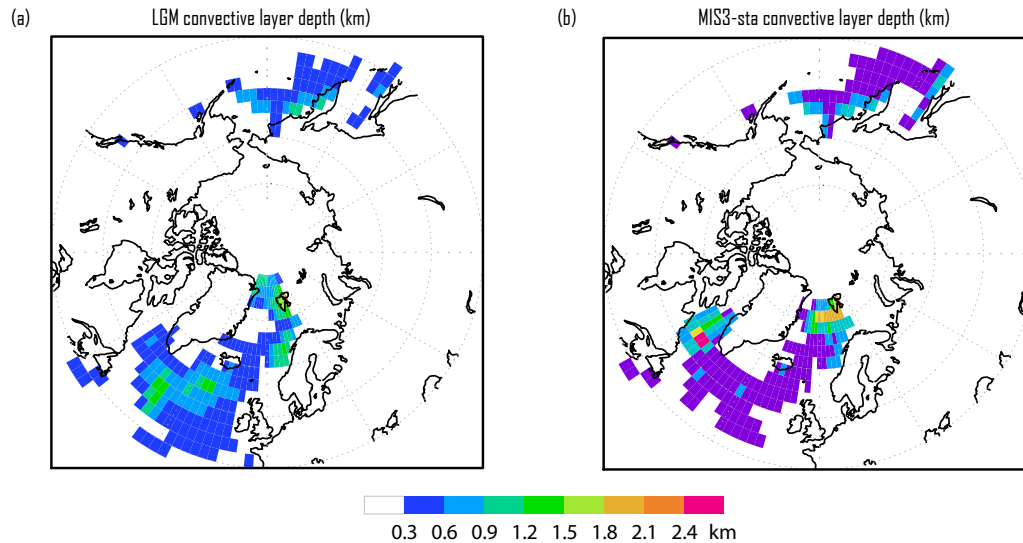 (a) LGM convective layer depth (km)
(b) MIS3-sta convective layer depth (km)
0.3 0.6 0.9 1.2 1.5 1.8 2.1 2.4 km